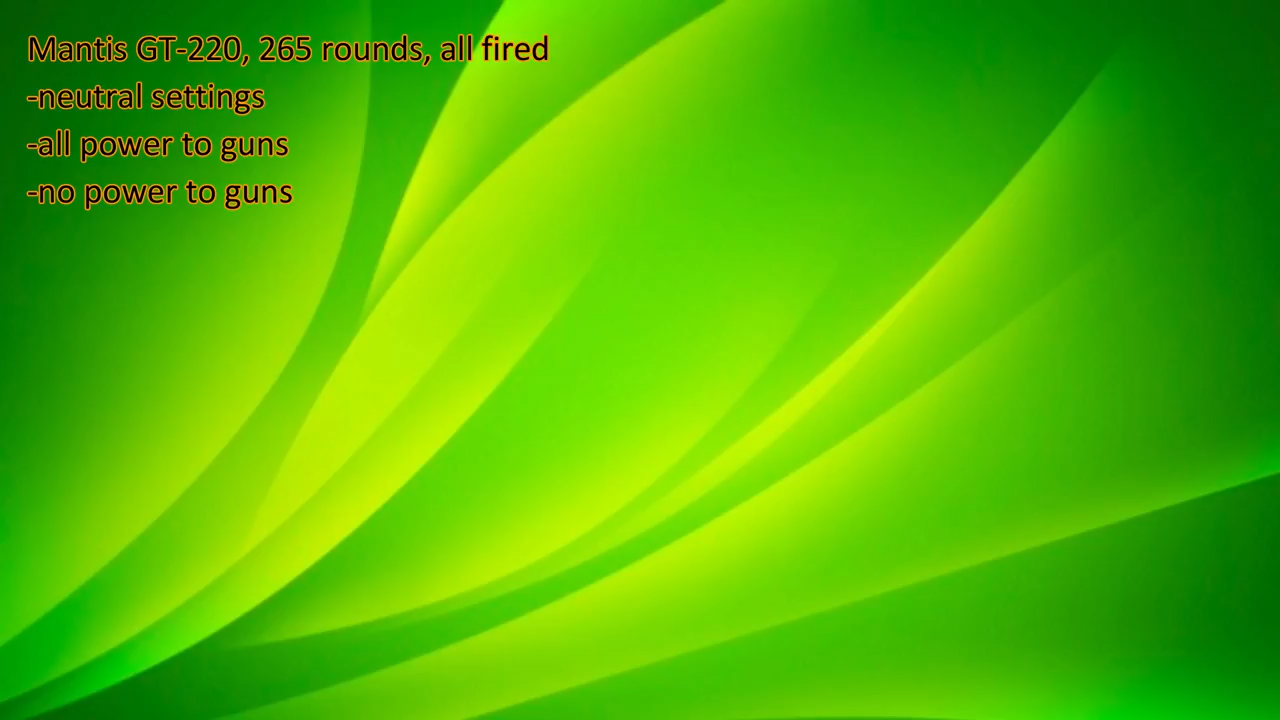 Mantis GT-220, 265 rounds, all fired
-neutral settings
-all power to guns
-no power to guns